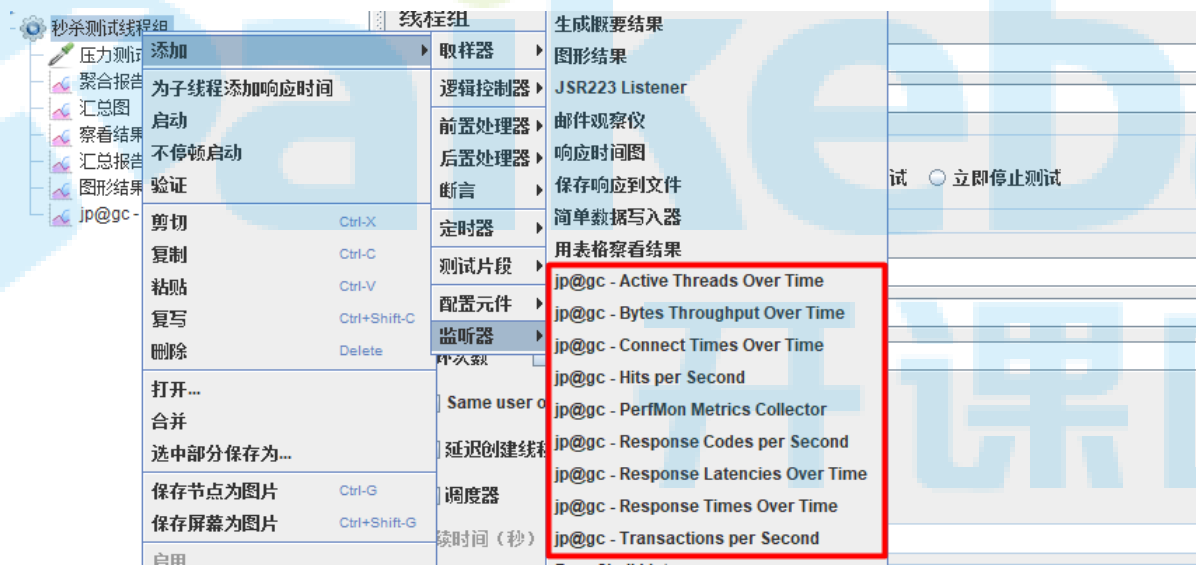 秒杀测试线程组
压力测试
聚合报告
汇总图
察看结果
汇总报告
图形结果
jp@gc -
添加
为子线程添加响应时间
启动
不停顿启动
验证
剪切 Ctrl-X
复制 Ctrl-C
粘贴 Ctrl-V
复写 Ctrl+Shift-C
删除 Delete
打开...
合并
选中部分保存为...
保存节点为图片 Ctrl-G
保存屏幕为图片 Ctrl+Shift-G
启用
线程组
取样器
逻辑控制器
前置处理器
后置处理器
断言
定时器
测试片段
配置元件
监听器
环次数
Same user o
延迟创建线程
调度器
续时间（秒）
生成概要结果
图形结果
JSR223 Listener
邮件观察仪
响应时间图
保存响应到文件
简单数据写入器
用表格察看结果
jp@gc - Active Threads Over Time
jp@gc - Bytes Throughput Over Time
jp@gc - Connect Times Over Time
jp@gc - Hits per Second
jp@gc - PerfMon Metrics Collector
jp@gc - Response Codes per Second
jp@gc - Response Latencies Over Time
jp@gc - Response Times Over Time
jp@gc - Transactions per Second
试 立即停止测试
开课